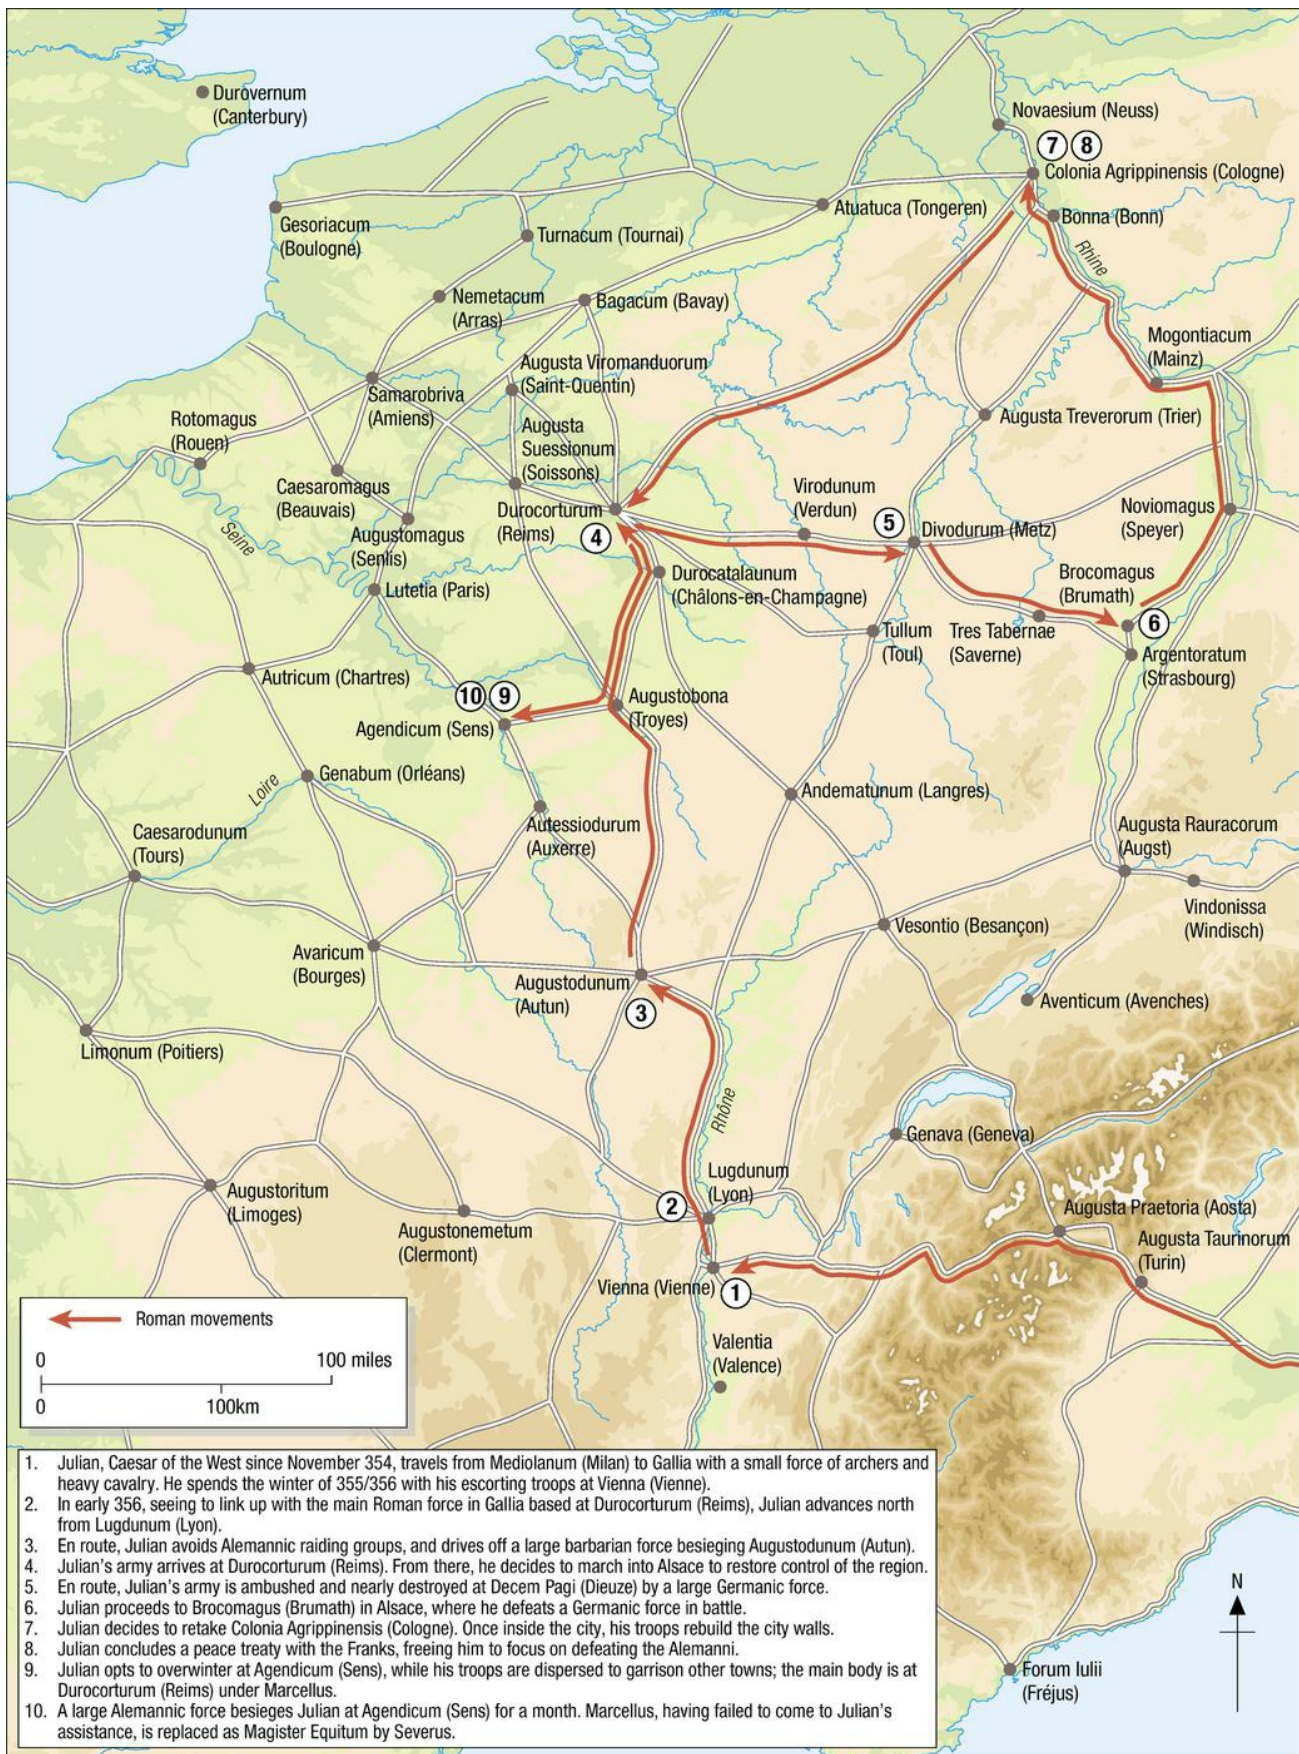 Durovernum
(Canterbury)
Novaesium (Neuss)
7 8
Colonia Agrippinensis (Cologne)
Gesoriacum
(Boulogne)
Atuatuca (Tongeren)
Bonna (Bonn)
Turnacum (Tournai)
Rhine
Nemetacum
(Arras)
Bagacum (Bavay)
Mogontiacum
(Mainz)
Augusta Viromanduorum
(Saint-Quentin)
Samarobriva
(Amiens)
Rotomagus
(Rouen)
Augusta
Suessionum
(Soissons)
Augusta Treverorum (Trier)
Caesaromagus
(Beauvais)
Virodunum
(Verdun)
Durocorturum
(Reims)
4
5
Divodurum (Metz)
Noviomagus
(Speyer)
Seine
Augustomagus
(Senlis)
Durocatalaunum
(Châlons-en-Champagne)
Brocomagus
(Brumath)
6
Lutetia (Paris)
Tullum
(Toul)
Tres Tabernae
(Saverne)
Argentoratum
(Strasbourg)
Autricum (Chartres)
10 9
Agendicum (Sens)
Augustobona
(Troyes)
Loire
Genabum (Orléans)
Andematunum (Langres)
Caesarodunum
(Tours)
Autessiodurum
(Auxerre)
Augusta Rauracorum
(Augst)
Vindonissa
(Windisch)
Avaricum
(Bourges)
Vesontio (Besançon)
Augustodunum
(Autun)
3
Aventicum (Avenches)
Limonum (Poitiers)
Rhône
Genava (Geneva)
Augustoritum
(Limoges)
Augustonemetum
(Clermont)
Lugdunum
(Lyon)
2
Augusta Praetoria (Aosta)
Augusta Taurinorum
(Turin)
Vienna (Vienne)
1
Valentia
(Valence)
Roman movements
0 100 miles
0 100km
N
Forum Iulii
(Fréjus)
1. Julian, Caesar of the West since November 354, travels from Mediolanum (Milan) to Gallia with a small force of archers and
heavy cavalry. He spends the winter of 355/356 with his escorting troops at Vienna (Vienne).
2. In early 356, seeing to link up with the main Roman force in Gallia based at Durocorturum (Reims), Julian advances north
from Lugdunum (Lyon).
3. En route, Julian avoids Alemannic raiding groups, and drives off a large barbarian force besieging Augustodunum (Autun).
4. Julian's army arrives at Durocorturum (Reims). From there, he decides to march into Alsace to restore control of the region.
5. En route, Julian's army is ambushed and nearly destroyed at Decem Pagi (Dieuze) by a large Germanic force.
6. Julian proceeds to Brocomagus (Brumath) in Alsace, where he defeats a Germanic force in battle.
7. Julian decides to retake Colonia Agrippinensis (Cologne). Once inside the city, his troops rebuild the city walls.
8. Julian concludes a peace treaty with the Franks, freeing him to focus on defeating the Alemanni.
9. Julian opts to overwinter at Agendicum (Sens), while his troops are dispersed to garrison other towns; the main body is at
Durocorturum (Reims) under Marcellus.
10. A large Alemannic force besieges Julian at Agendicum (Sens) for a month. Marcellus, having failed to come to Julian's
assistance, is replaced as Magister Equitum by Severus.